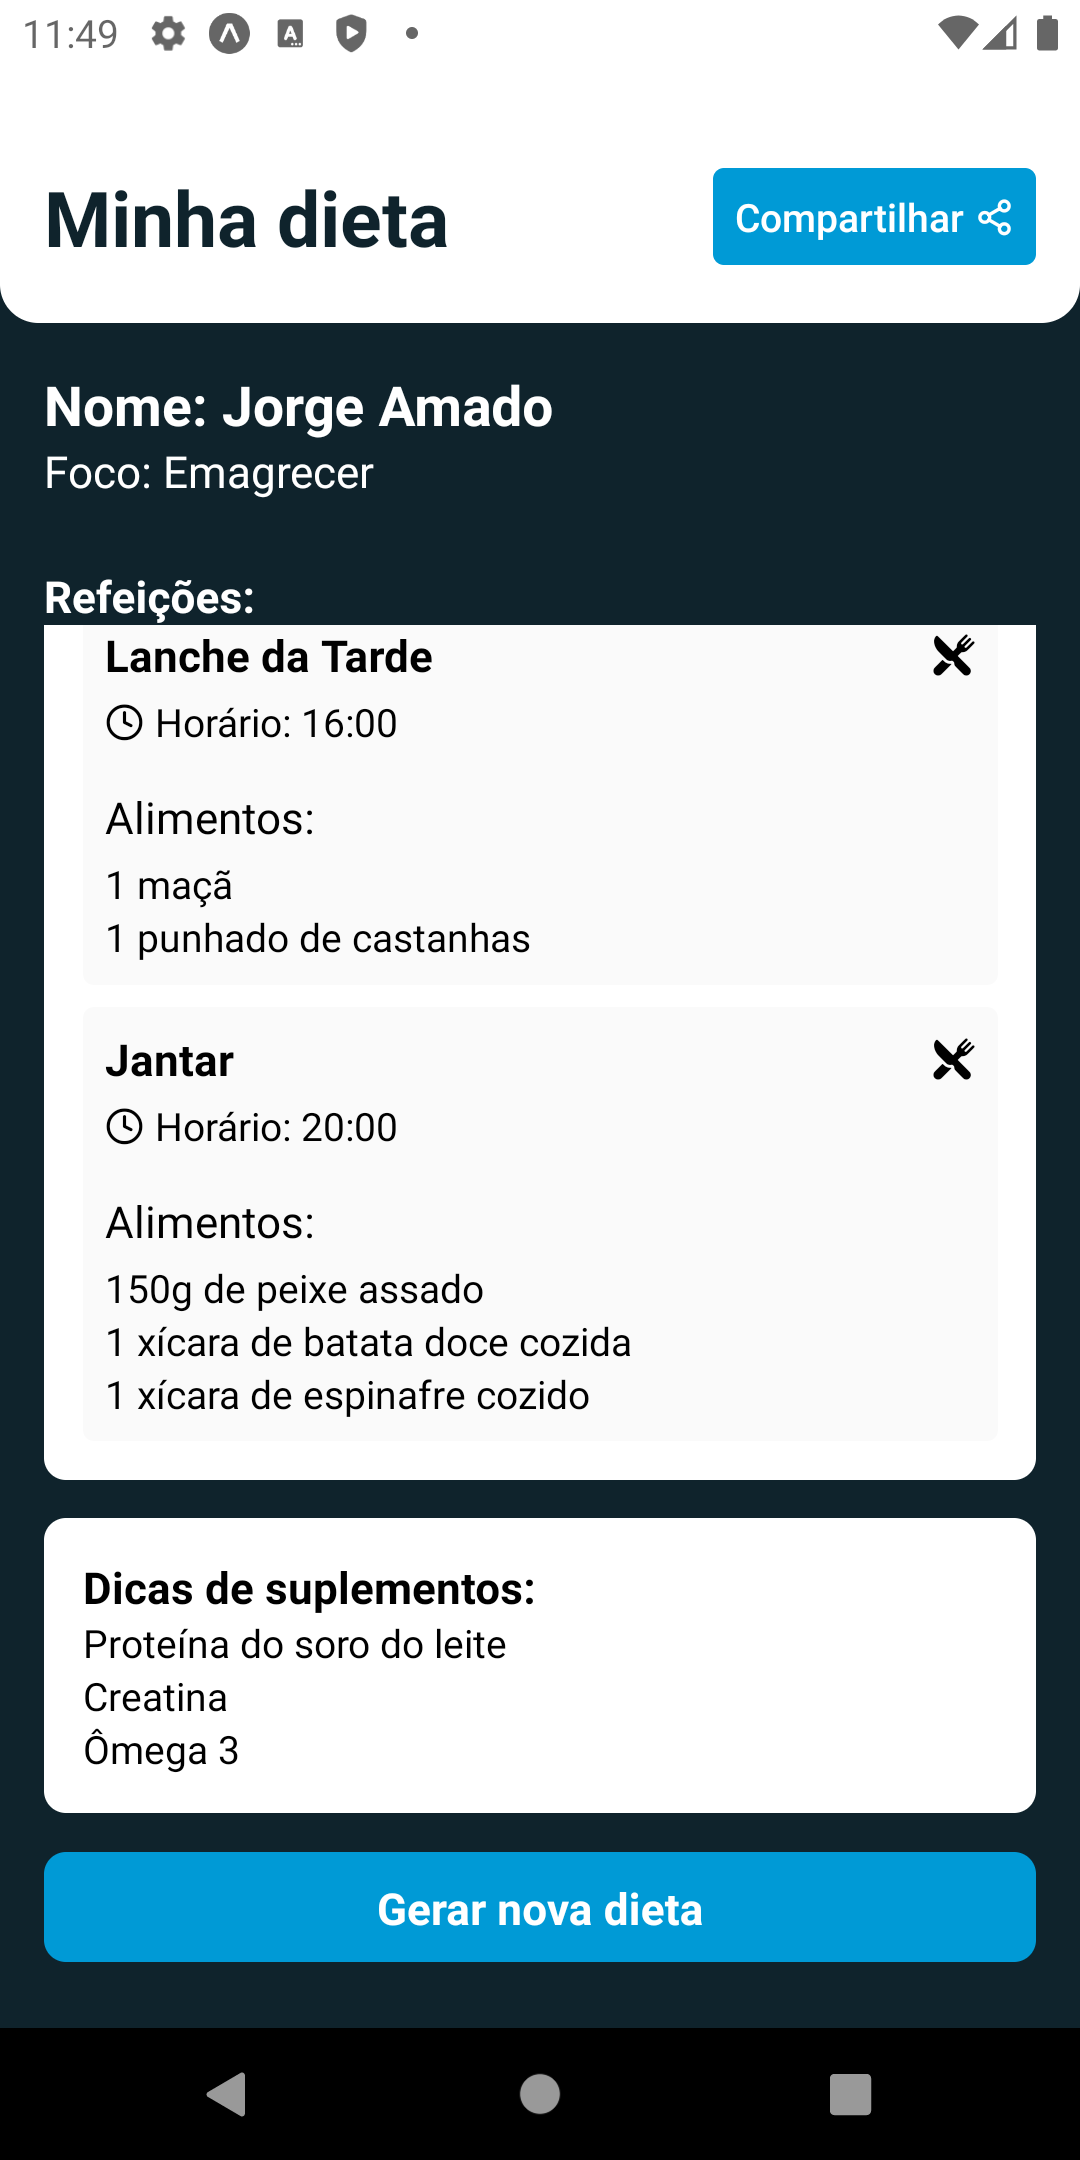 11:49
Minha dieta
Compartilhar
Nome: Jorge Amado
Foco: Emagrecer
Refeições:
Lanche da Tarde
Horário: 16:00
Alimentos:
1 maçã
1 punhado de castanhas
Jantar
Horário: 20:00
Alimentos:
150g de peixe assado
1 xícara de batata doce cozida
1 xícara de espinafre cozido
Dicas de suplementos:
Proteína do soro do leite
Creatina
Ômega 3
Gerar nova dieta